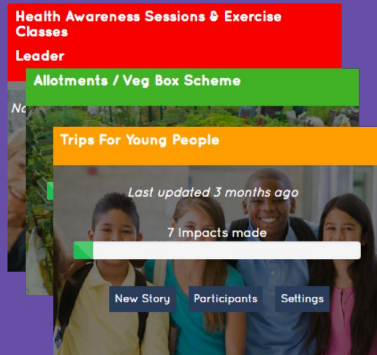 Health Awareness Sessions & Exercise
Classes
Leader
Allotments / Veg Box Scheme
Trips For Young People
Last updated 3 months ago
7 Impacts made
New Story Participants Settings